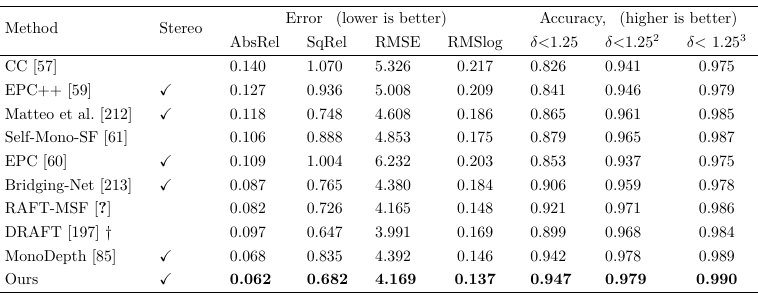 Method Stereo Error (lower is better) Accuracy, (higher is better)
AbsRel SqRel RMSE RMSlog δ<1.25 δ<1.25² δ< 1.25³
CC [57] 0.140 1.070 5.326 0.217 0.826 0.941 0.975
EPC++ [59] ✓ 0.127 0.936 5.008 0.209 0.841 0.946 0.979
Matteo et al. [212] ✓ 0.118 0.748 4.608 0.186 0.865 0.961 0.985
Self-Mono-SF [61] 0.106 0.888 4.853 0.175 0.879 0.965 0.987
EPC [60] ✓ 0.109 1.004 6.232 0.203 0.853 0.937 0.975
Bridging-Net [213] ✓ 0.087 0.765 4.380 0.184 0.906 0.959 0.978
RAFT-MSF [?] 0.082 0.726 4.165 0.148 0.921 0.971 0.986
DRAFT [197] † 0.097 0.647 3.991 0.169 0.899 0.968 0.984
MonoDepth [85] ✓ 0.068 0.835 4.392 0.146 0.942 0.978 0.989
Ours ✓ 0.062 0.682 4.169 0.137 0.947 0.979 0.990